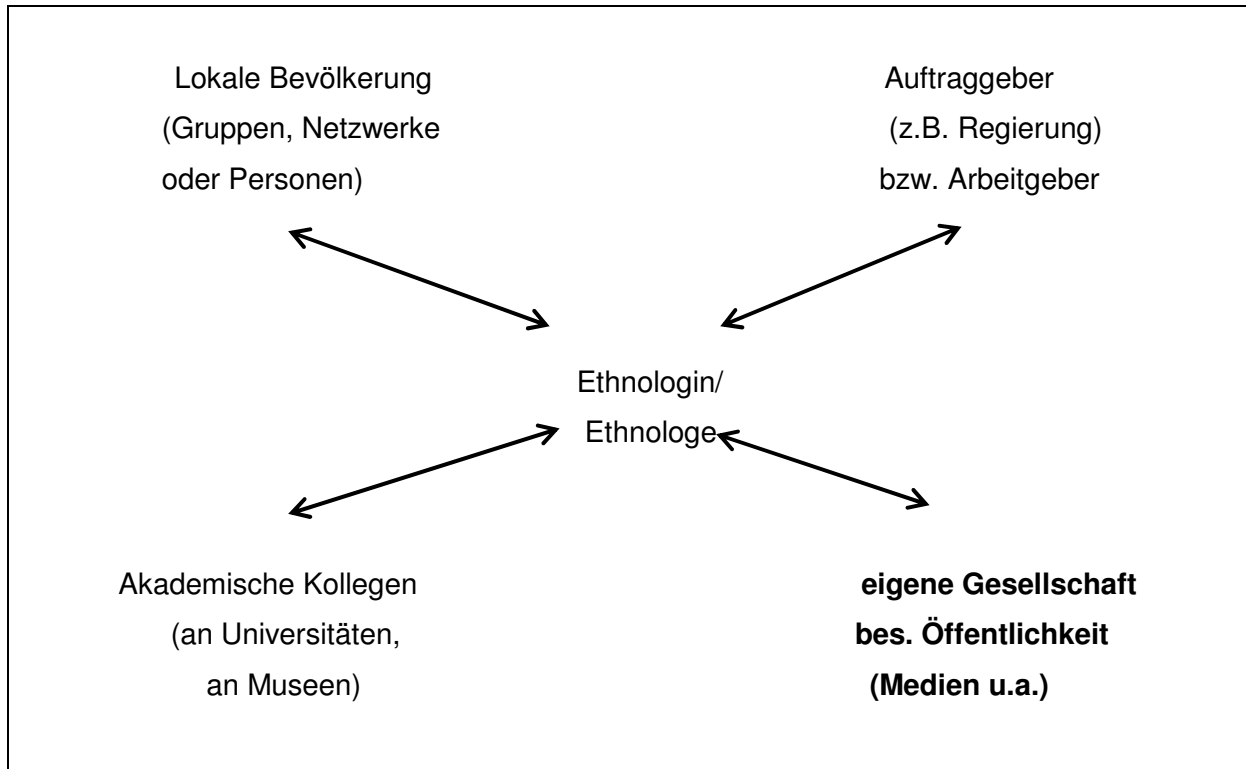 Lokale Bevölkerung
(Gruppen, Netzwerke
oder Personen)
Auftraggeber
(z.B. Regierung)
bzw. Arbeitgeber
Ethnologin/
Ethnologe
Akademische Kollegen
(an Universitäten,
an Museen)
eigene Gesellschaft
bes. Öffentlichkeit
(Medien u.a.)